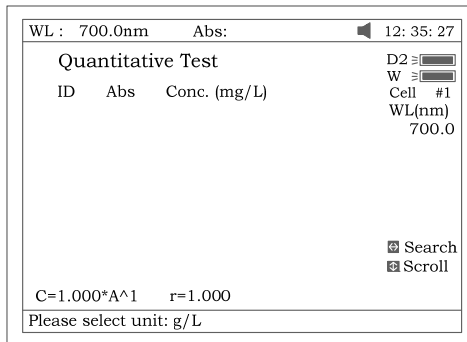 WL : 700.0nm Abs: 12: 35: 27
Quantitative Test
D2
W
ID Abs Conc. (mg/L)
Cell #1
WL(nm)
700.0
Search
Scroll
C=1.000*A^1 r=1.000
Please select unit: g/L